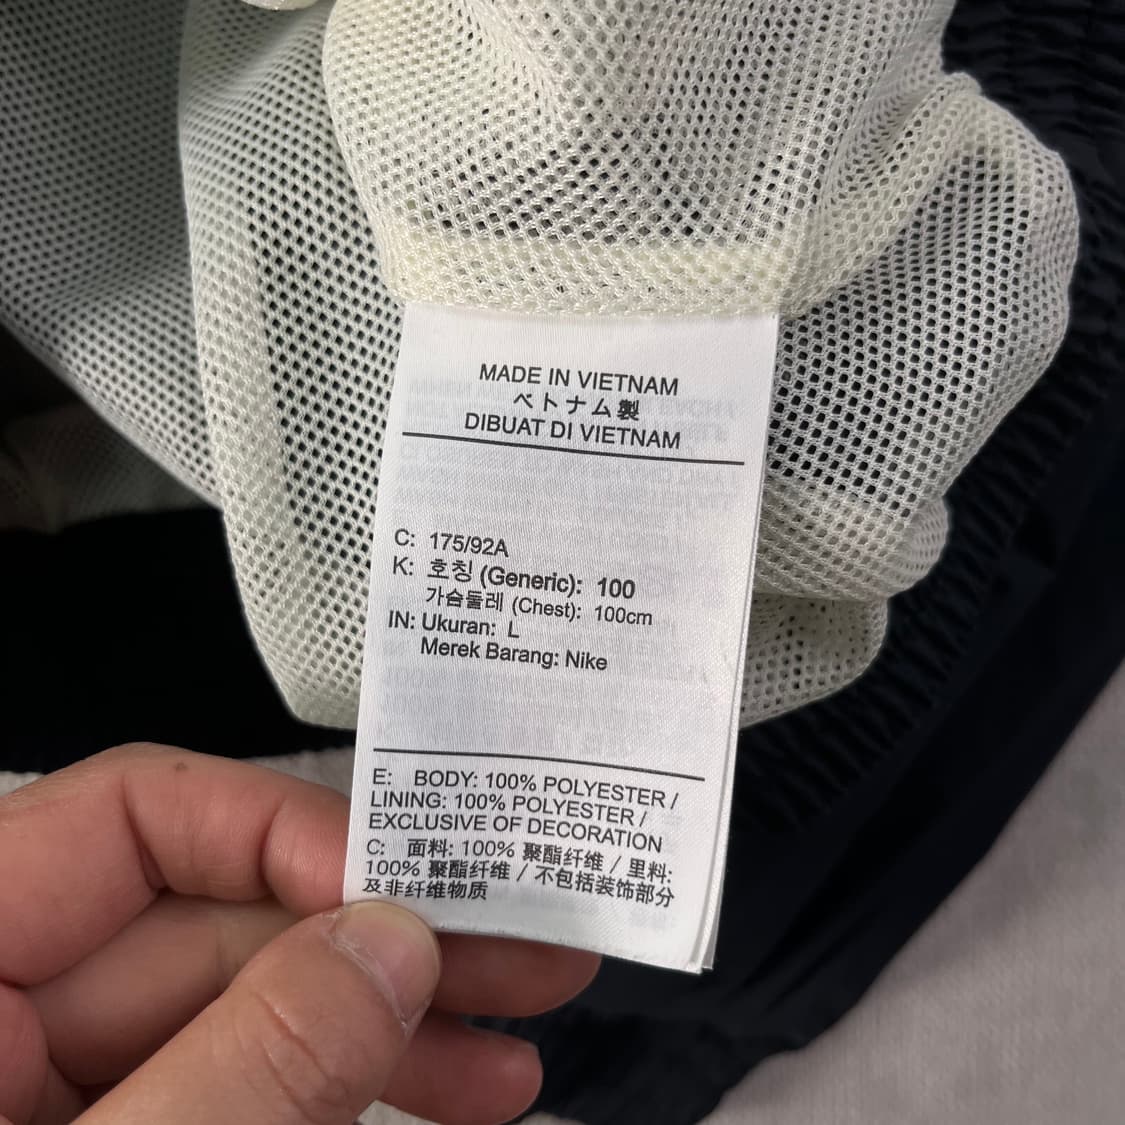 MADE IN VIETNAM
ベトナム製
DIBUAT DI VIETNAM
C: 175/92A
K: 호칭 (Generic): 100
가슴둘레 (Chest): 100cm
IN: Ukuran: L
Merek Barang: Nike
E: BODY: 100% POLYESTER /
LINING: 100% POLYESTER /
EXCLUSIVE OF DECORATION
C: 面料: 100% 聚酯纤维 / 里料:
100% 聚酯纤维 / 不包括装饰部分
及非纤维物质